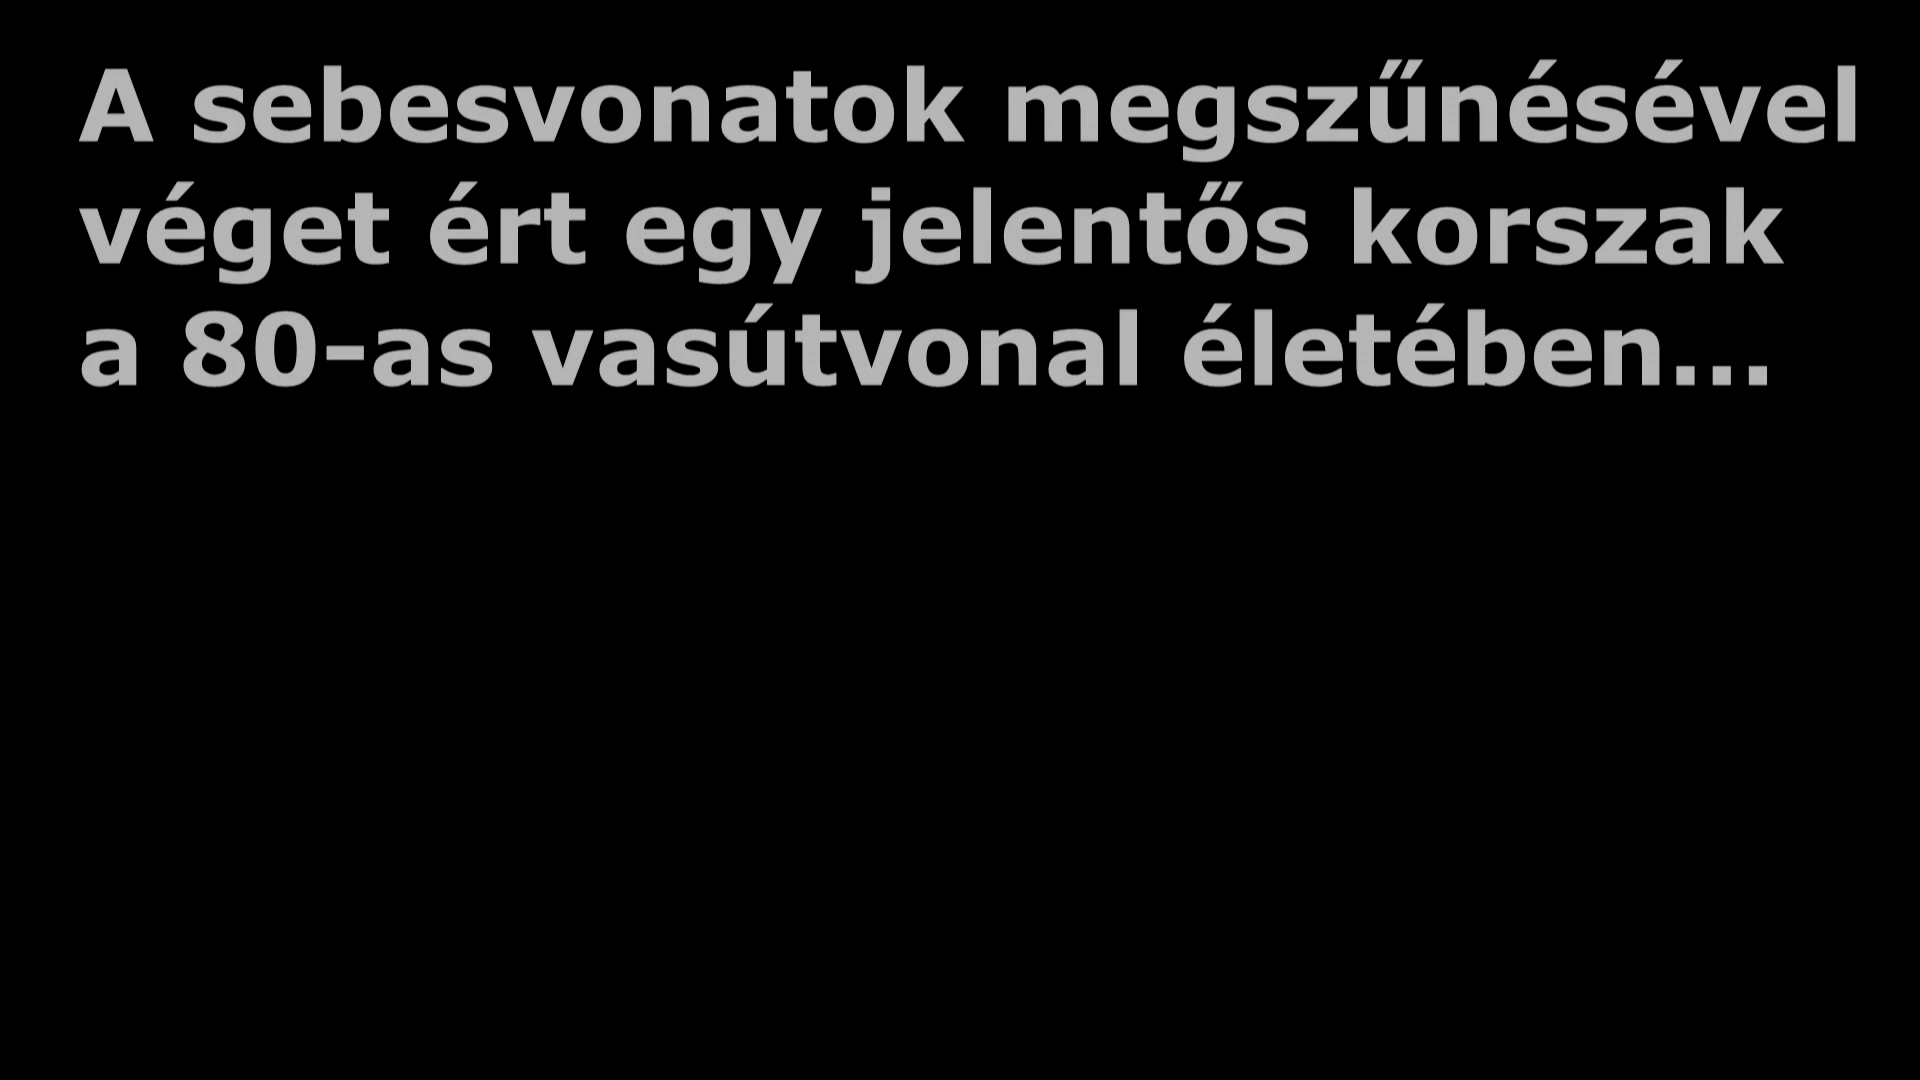 A sebesvonatok megszűnésével
véget ért egy jelentős korszak
a 80-as vasútvonal életében...